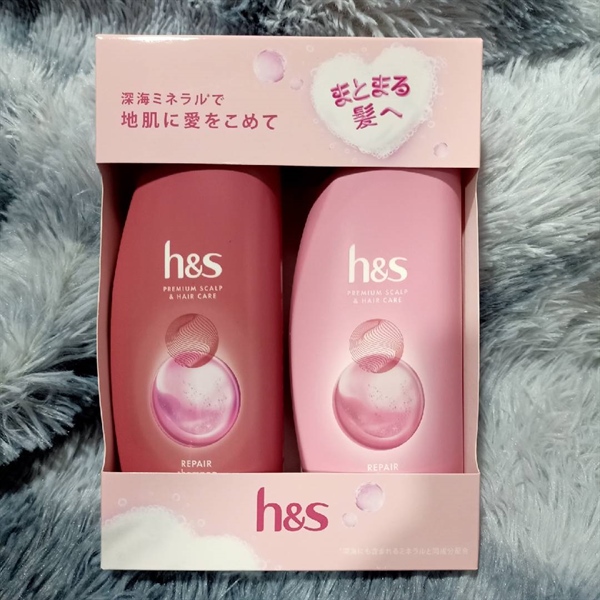 h&s
深海ミネラル*で
地肌に愛をこめて
まとまる
髪へ
h&s
PREMIUM SCALP
& HAIR CARE
REPAIR
h&s
PREMIUM SCALP
& HAIR CARE
REPAIR
h&s